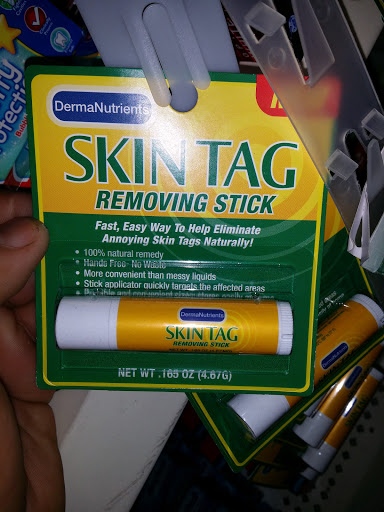 DermaNutrients
SKIN TAG
REMOVING STICK
Fast, Easy Way To Help Eliminate
Annoying Skin Tags Naturally!
• 100% natural remedy
• Hands Free- No Waste
• More convenient than messy liquids
• Stick applicator quickly targets the affected areas
DermaNutrients
SKIN TAG
REMOVING STICK
NET WT .165 OZ (4.67G)